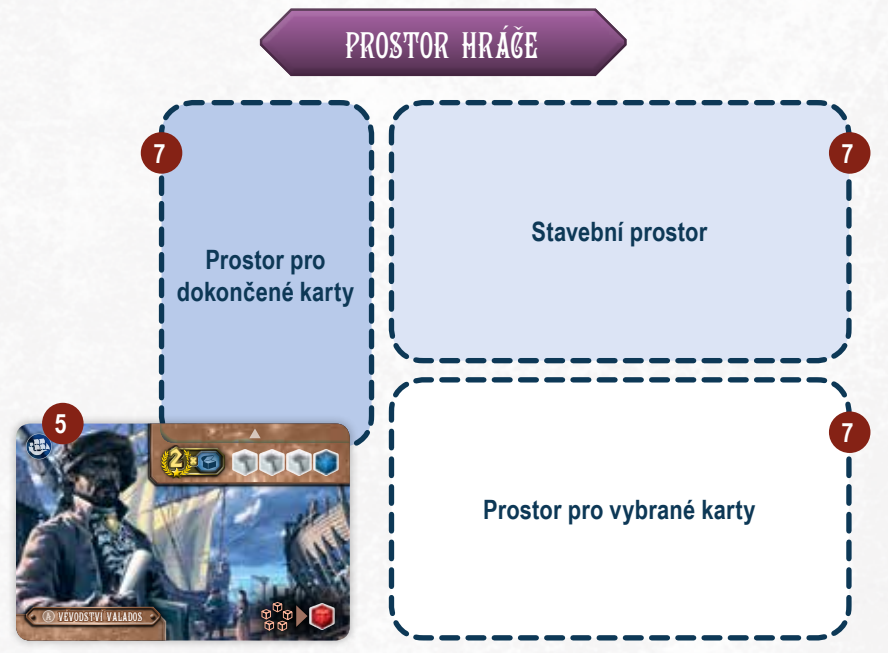 PROSTOR HRÁČE
7
Prostor pro
dokončené karty
7
Stavební prostor
5
2 x
7
Prostor pro vybrané karty
A VÉVODSTVÍ VALADOS